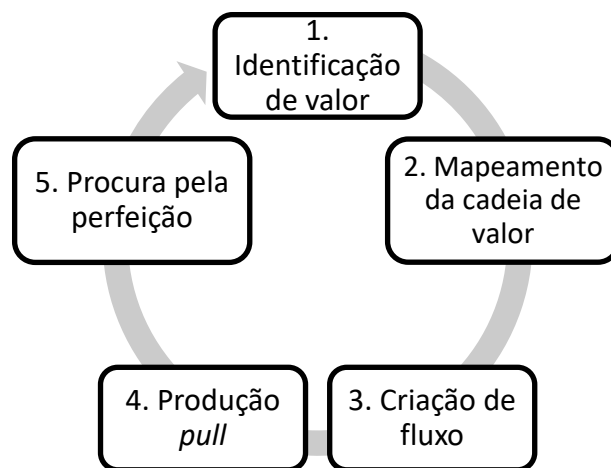 1.
Identificação
de valor
2. Mapeamento
da cadeia de
valor
3. Criação de
fluxo
4. Produção
pull
5. Procura pela
perfeição